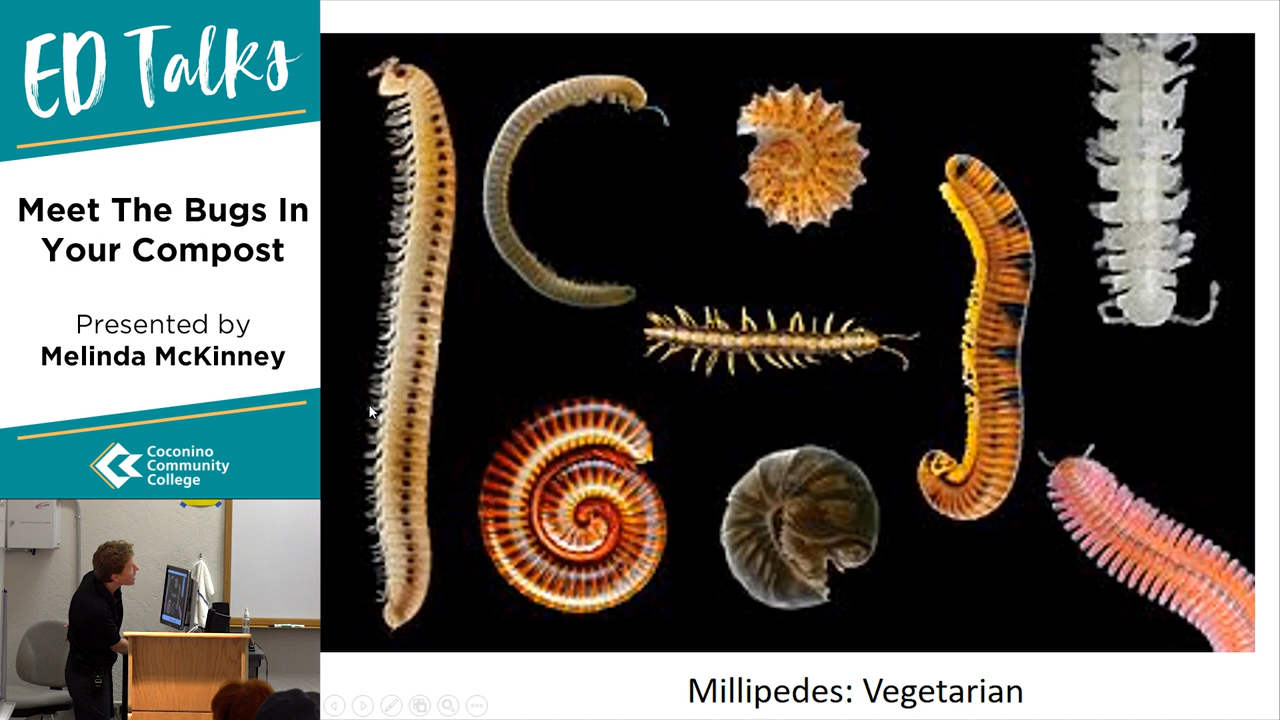 ED Talks
Meet The Bugs In
Your Compost
Presented by
Melinda McKinney
Coconino
Community
College
Millipedes: Vegetarian